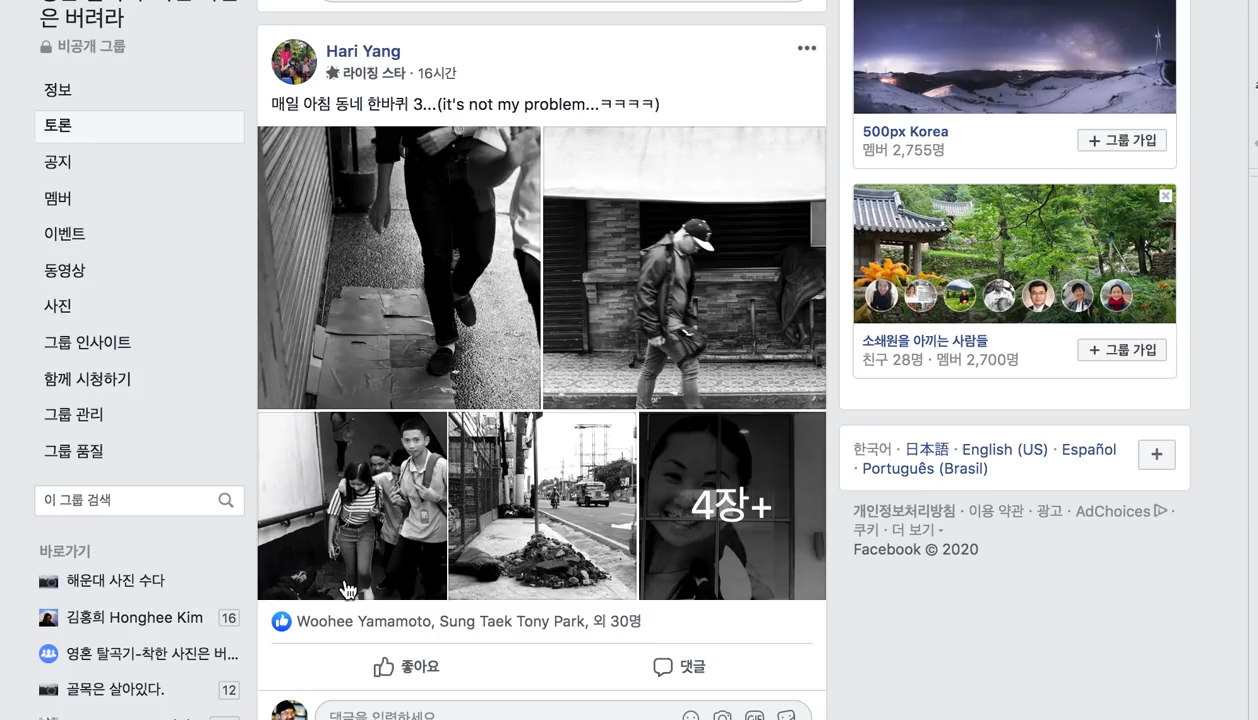 은 버려라
비공개 그룹
정보
토론
공지
멤버
이벤트
동영상
사진
그룹 인사이트
함께 시청하기
그룹 관리
그룹 품질
이 그룹 검색
바로가기
해운대 사진 수다
김홍희 Honghee Kim 16
영혼 탈곡기-착한 사진은 버...
골목은 살아있다. 12
Hari Yang
라이징 스타 · 16시간
매일 아침 동네 한바퀴 3...(it's not my problem...ㅋㅋㅋㅋ)
4장+
Woohee Yamamoto, Sung Taek Tony Park, 외 30명
좋아요
댓글
댓글을 입력하세요
GIF
500px Korea
멤버 2,755명
+ 그룹 가입
소쇄원을 아끼는 사람들
친구 28명 · 멤버 2,700명
+ 그룹 가입
한국어 · 日本語 · English (US) · Español
· Português (Brasil)
개인정보처리방침 · 이용 약관 · 광고 · AdChoices ·
쿠키 · 더 보기
Facebook © 2020